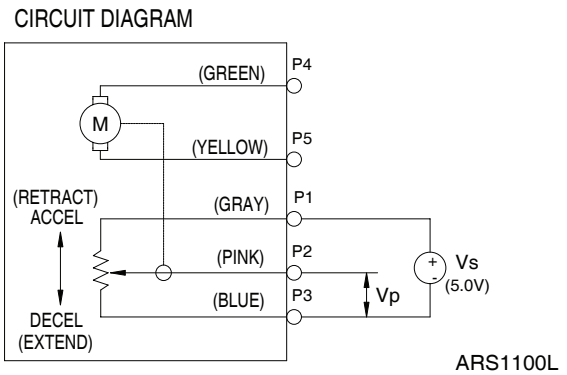 CIRCUIT DIAGRAM
(GREEN) P4
M
(YELLOW) P5
(RETRACT)
ACCEL
(GRAY) P1
(PINK) P2
+
-
Vs
(5.0V)
Vp
(BLUE) P3
DECEL
(EXTEND)
ARS1100L